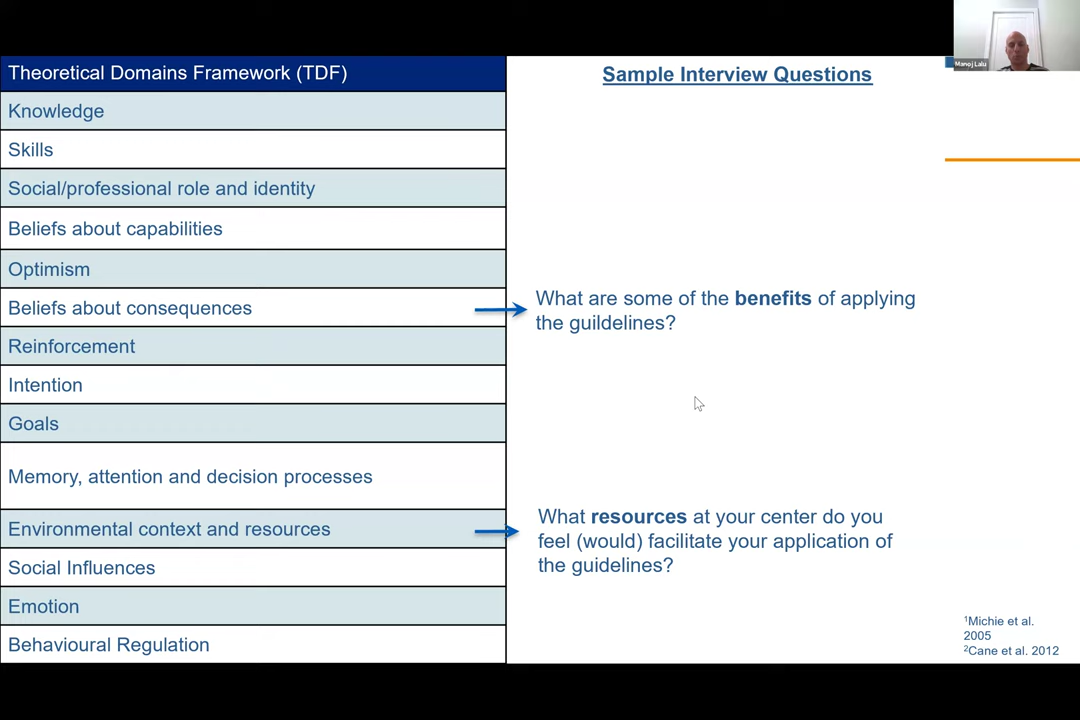 Theoretical Domains Framework (TDF)
Knowledge
Skills
Social/professional role and identity
Beliefs about capabilities
Optimism
Beliefs about consequences
Reinforcement
Intention
Goals
Memory, attention and decision processes
Environmental context and resources
Social Influences
Emotion
Behavioural Regulation
Sample Interview Questions
What are some of the benefits of applying
the guildelines?
What resources at your center do you
feel (would) facilitate your application of
the guidelines?
¹Michie et al.
2005
²Cane et al. 2012
Manoj Lalu